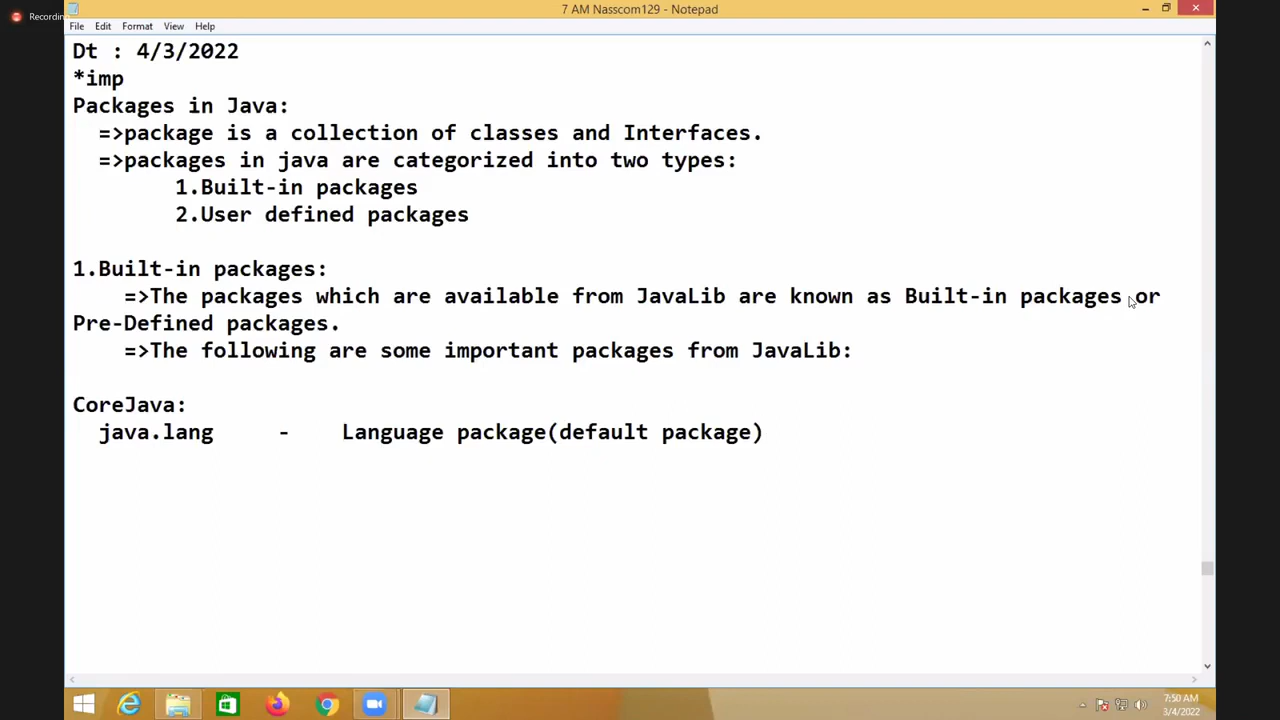 Recording
7 AM Nasscom129 - Notepad
File Edit Format View Help
Dt : 4/3/2022
*imp
Packages in Java:
=>package is a collection of classes and Interfaces.
=>packages in java are categorized into two types:
1.Built-in packages
2.User defined packages
1.Built-in packages:
=>The packages which are available from JavaLib are known as Built-in packages or
Pre-Defined packages.
=>The following are some important packages from JavaLib:
CoreJava:
java.lang - Language package(default package)
7:50 AM
3/4/2022